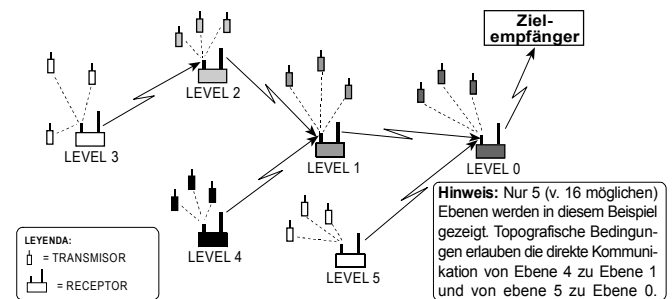 Ziel-
empfänger
LEVEL 2
LEVEL 3
LEVEL 1
LEVEL 0
LEVEL 4
LEVEL 5
Hinweis: Nur 5 (v. 16 möglichen)
Ebenen werden in diesem Beispiel
gezeigt. Topografische Bedingun-
gen erlauben die direkte Kommuni-
kation von Ebene 4 zu Ebene 1
und von ebene 5 zu Ebene 0.
LEYENDA:
= TRANSMISOR
= RECEPTOR